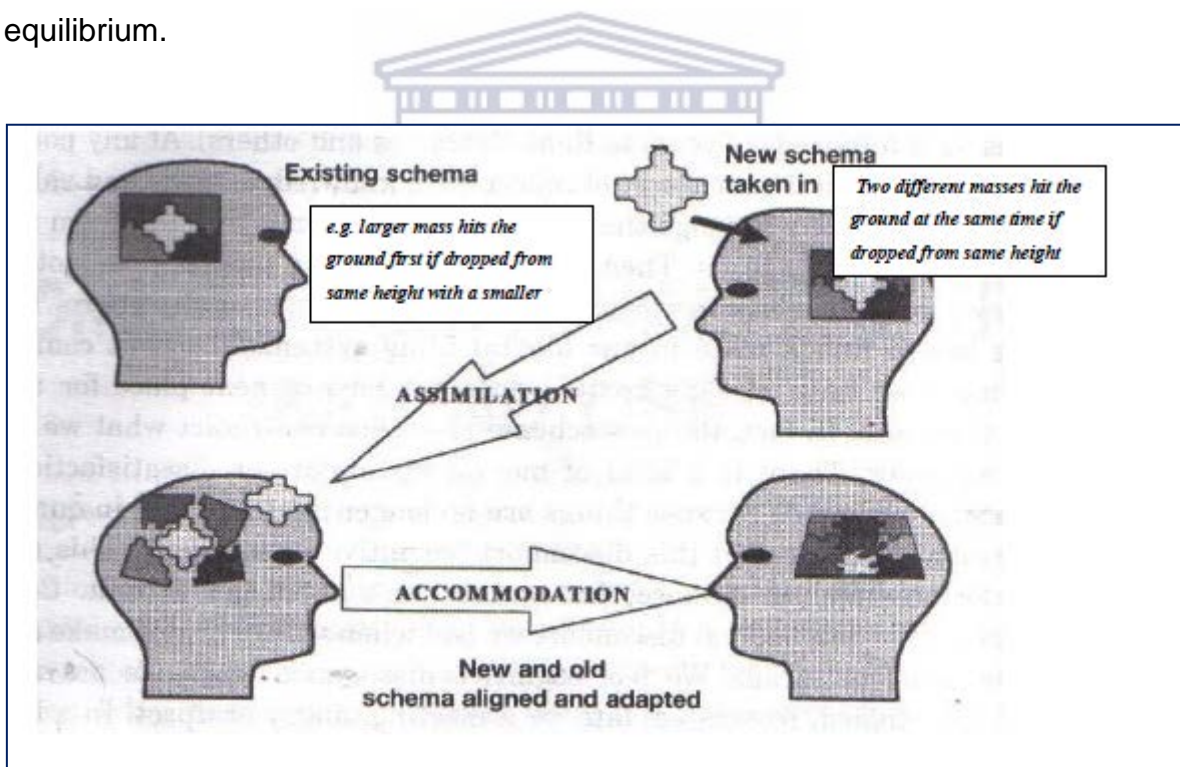 equilibrium.
Existing schema
e.g. larger mass hits the
ground first if dropped from
same height with a smaller
New schema
taken in
Two different masses hit the
ground at the same time if
dropped from same height
ASSIMILATION
ACCOMMODATION
New and old
schema aligned and adapted